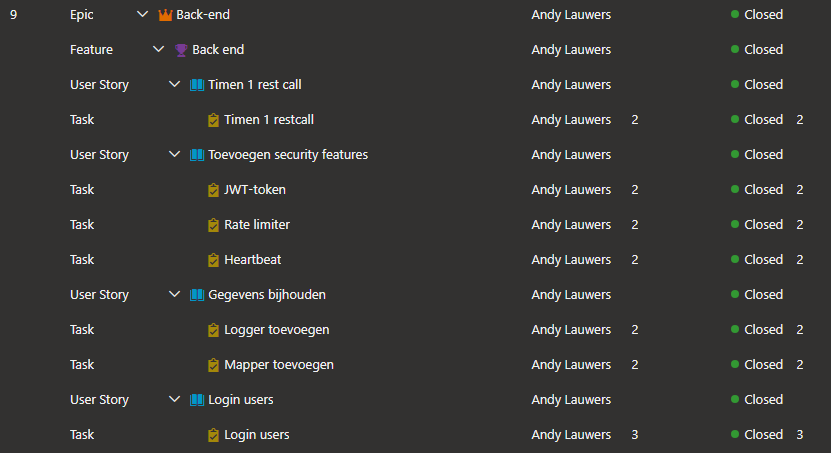 9 Epic Back-end Andy Lauwers Closed
Feature Back end Andy Lauwers Closed
User Story Timen 1 rest call Andy Lauwers Closed
Task Timen 1 restcall Andy Lauwers 2 Closed 2
User Story Toevoegen security features Andy Lauwers Closed
Task JWT-token Andy Lauwers 2 Closed 2
Task Rate limiter Andy Lauwers 2 Closed 2
Task Heartbeat Andy Lauwers 2 Closed 2
User Story Gegevens bijhouden Andy Lauwers Closed
Task Logger toevoegen Andy Lauwers 2 Closed 2
Task Mapper toevoegen Andy Lauwers 2 Closed 2
User Story Login users Andy Lauwers Closed
Task Login users Andy Lauwers 3 Closed 3